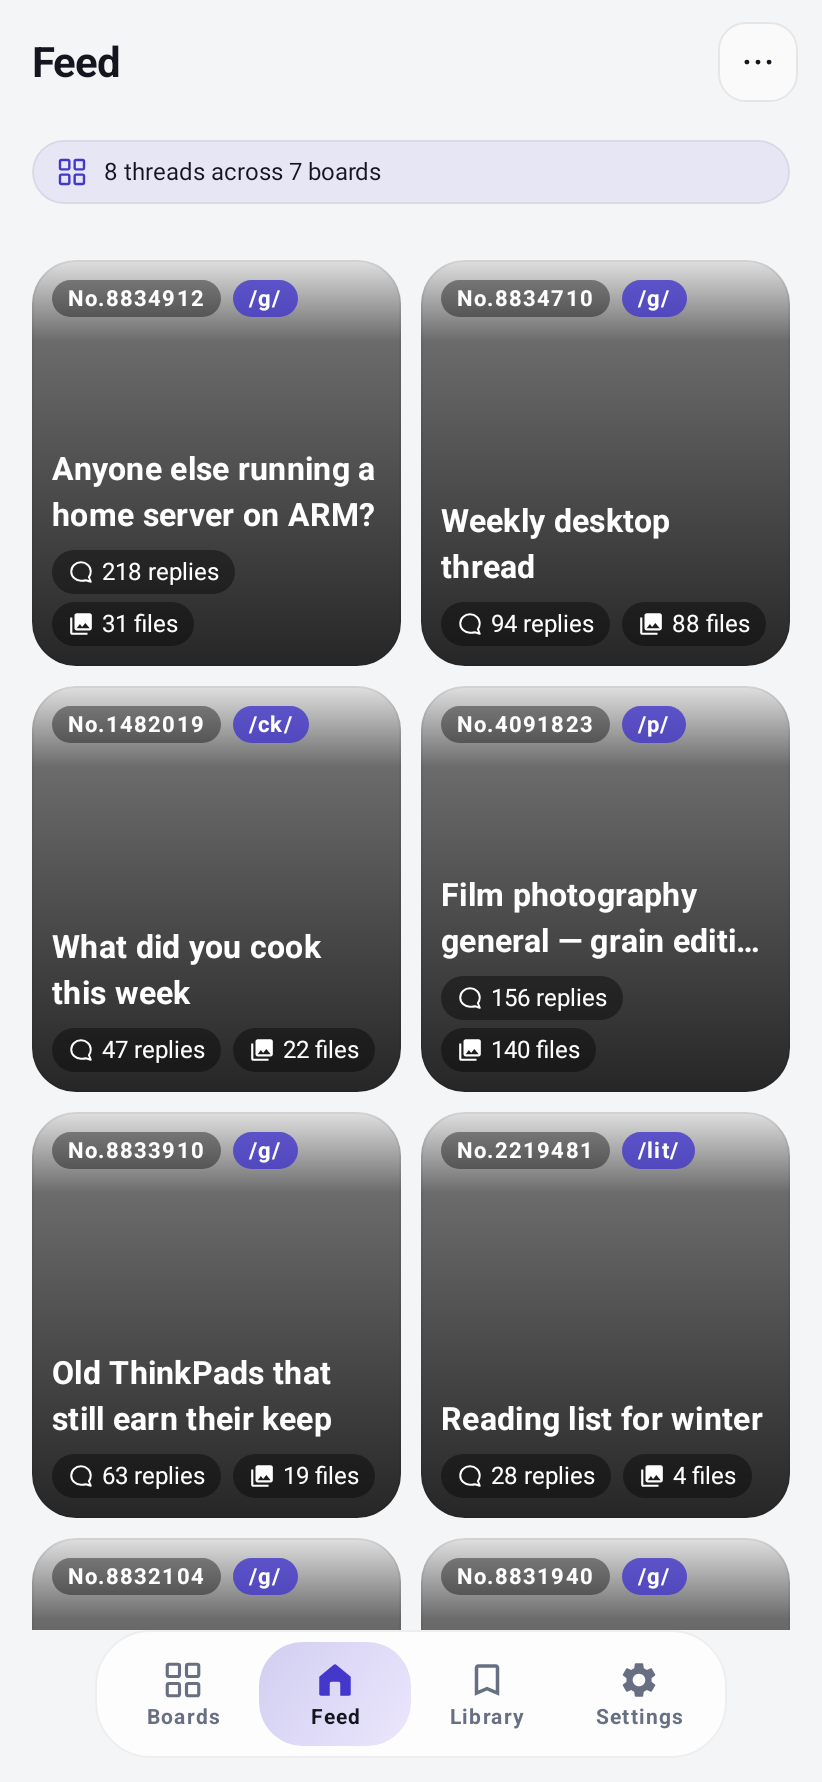 Feed
8 threads across 7 boards
No.8834912 /g/
Anyone else running a
home server on ARM?
218 replies
31 files
No.8834710 /g/
Weekly desktop
thread
94 replies 88 files
No.1482019 /ck/
What did you cook
this week
47 replies 22 files
No.4091823 /p/
Film photography
general — grain editi…
156 replies
140 files
No.8833910 /g/
Old ThinkPads that
still earn their keep
63 replies 19 files
No.2219481 /lit/
Reading list for winter
28 replies 4 files
No.8832104 /g/
No.8831940 /g/
Boards Feed Library Settings